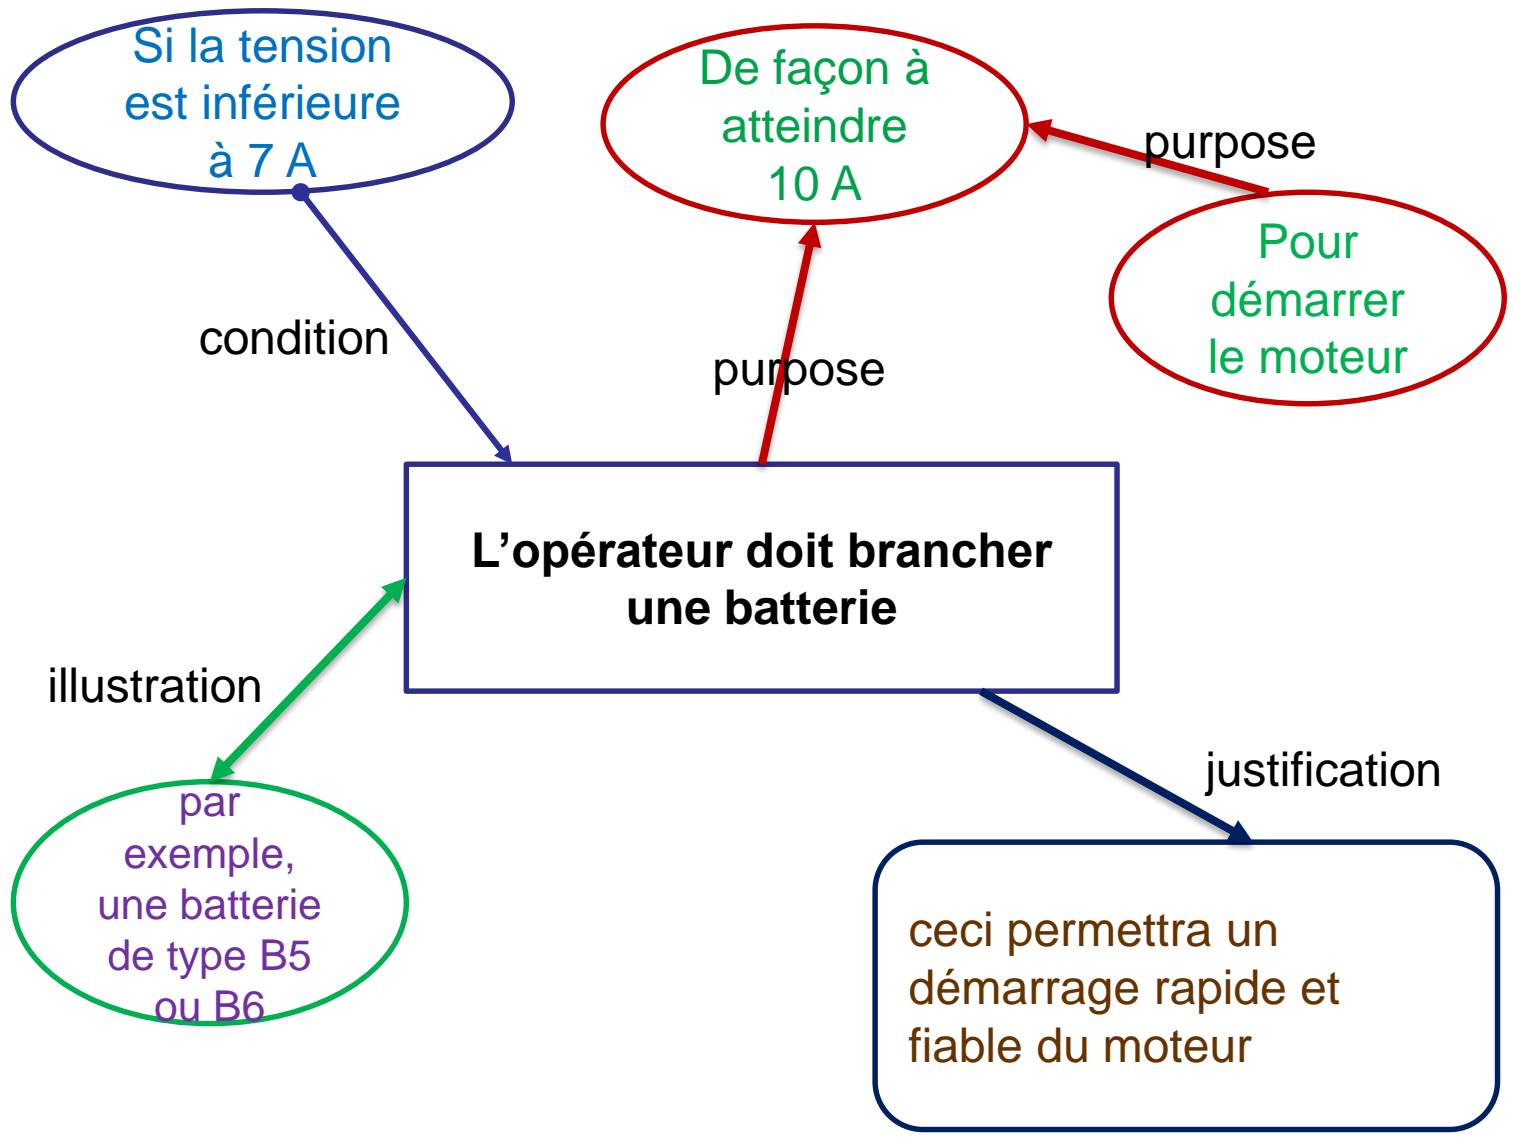 Si la tension
est inférieure
à 7 A
De façon à
atteindre
10 A
purpose
Pour
démarrer
le moteur
condition
purpose
L’opérateur doit brancher
une batterie
illustration
justification
par
exemple,
une batterie
de type B5
ou B6
ceci permettra un
démarrage rapide et
fiable du moteur